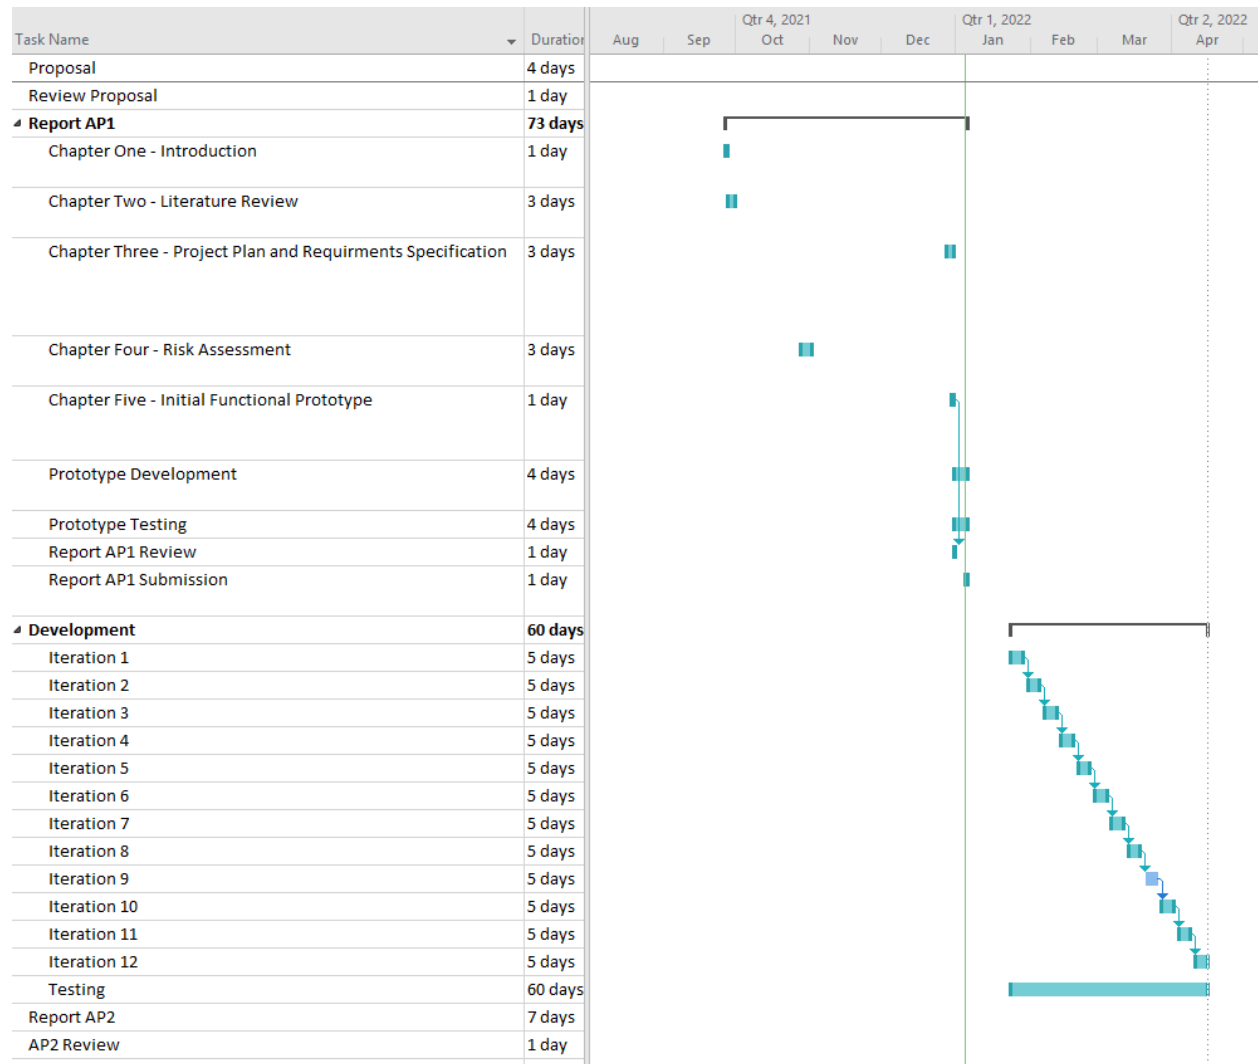 Qtr 4, 2021 Qtr 1, 2022 Qtr 2, 2022
Task Name Duration Aug Sep Oct Nov Dec Jan Feb Mar Apr
Proposal 4 days
Review Proposal 1 day
Report AP1 73 days
Chapter One - Introduction 1 day
Chapter Two - Literature Review 3 days
Chapter Three - Project Plan and Requirments Specification 3 days
Chapter Four - Risk Assessment 3 days
Chapter Five - Initial Functional Prototype 1 day
Prototype Development 4 days
Prototype Testing 4 days
Report AP1 Review 1 day
Report AP1 Submission 1 day
Development 60 days
Iteration 1 5 days
Iteration 2 5 days
Iteration 3 5 days
Iteration 4 5 days
Iteration 5 5 days
Iteration 6 5 days
Iteration 7 5 days
Iteration 8 5 days
Iteration 9 5 days
Iteration 10 5 days
Iteration 11 5 days
Iteration 12 5 days
Testing 60 days
Report AP2 7 days
AP2 Review 1 day